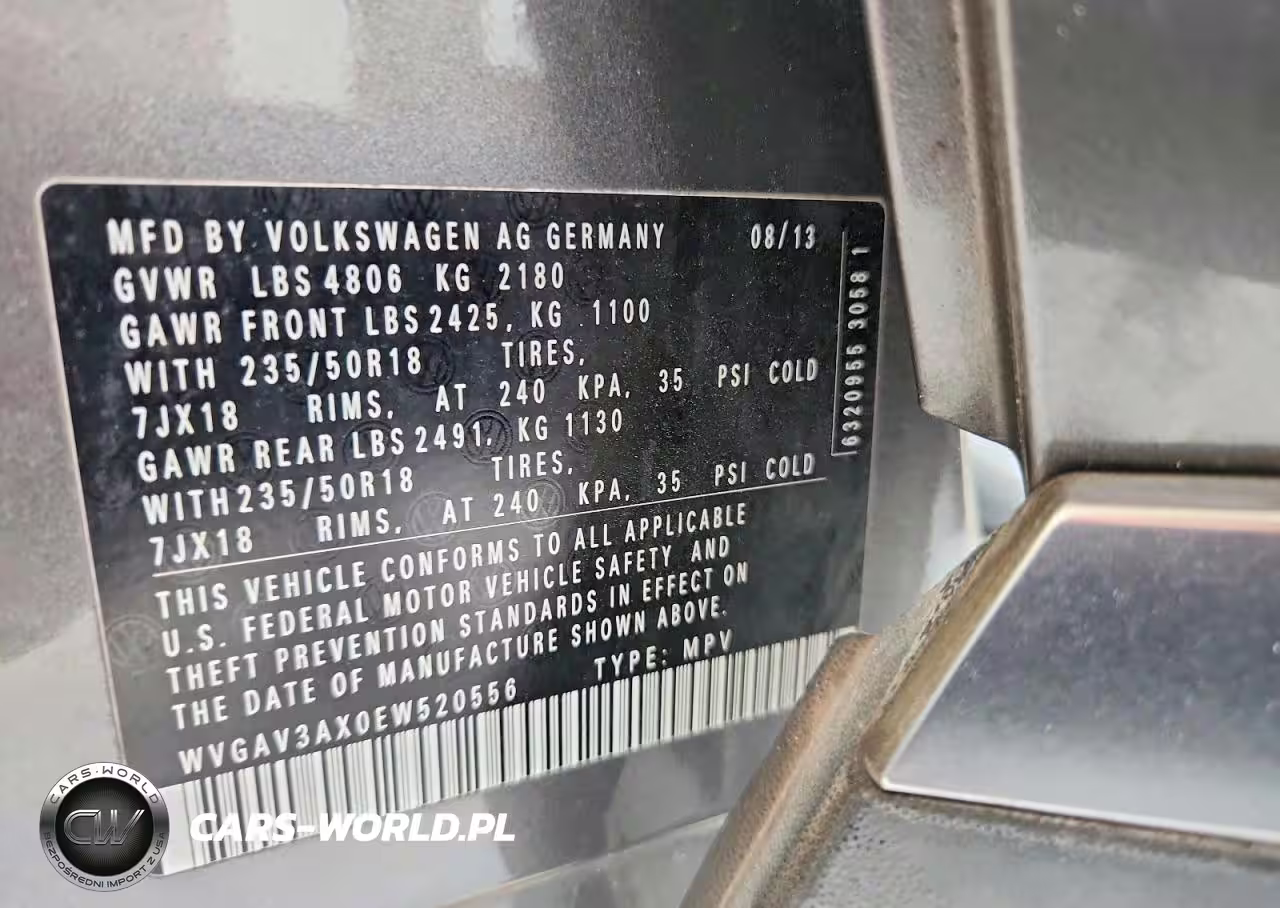 MFD BY VOLKSWAGEN AG GERMANY 08/13
GVWR LBS 4806 KG 2180
GAWR FRONT LBS 2425, KG 1100
WITH 235/50R18 TIRES,
7JX18 RIMS, AT 240 KPA, 35 PSI COLD
GAWR REAR LBS 2491, KG 1130
WITH 235/50R18 TIRES,
7JX18 RIMS, AT 240 KPA, 35 PSI COLD
THIS VEHICLE CONFORMS TO ALL APPLICABLE
U.S. FEDERAL MOTOR VEHICLE SAFETY AND
THEFT PREVENTION STANDARDS IN EFFECT ON
THE DATE OF MANUFACTURE SHOWN ABOVE.
WVGAV3AX0EW520556 TYPE: MPV
6320955 3058 1
CARS-WORLD
CW
BEZPOŚREDNI IMPORT Z USA
CARS-WORLD.PL